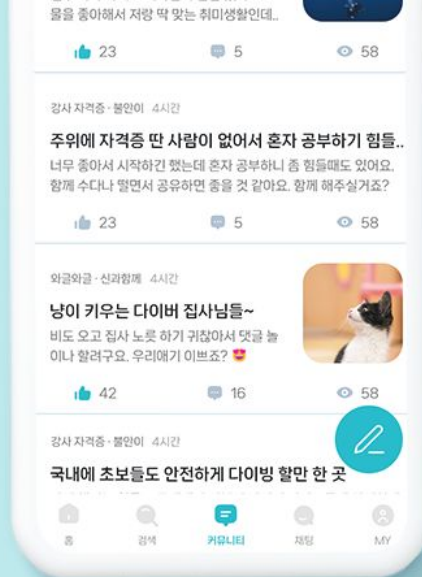 물을 좋아해서 저랑 딱 맞는 취미생활인데..
23 5 58
강사 자격증 · 불안이 4시간
주위에 자격증 딴 사람이 없어서 혼자 공부하기 힘들..
너무 좋아서 시작하긴 했는데 혼자 공부하니 좀 힘들때도 있어요.
함께 수다나 떨면서 공유하면 좋을 것 같아요. 함께 해주실거죠?
23 5 58
와글와글 · 신과함께 4시간
냥이 키우는 다이버 집사님들~
비도 오고 집사 노릇 하기 귀찮아서 댓글 놀
이나 할려구요. 우리애기 이쁘죠? 😍
42 16 58
강사 자격증 · 불안이 4시간
국내에 초보들도 안전하게 다이빙 할만 한 곳
홈 검색 커뮤니티 채팅 MY